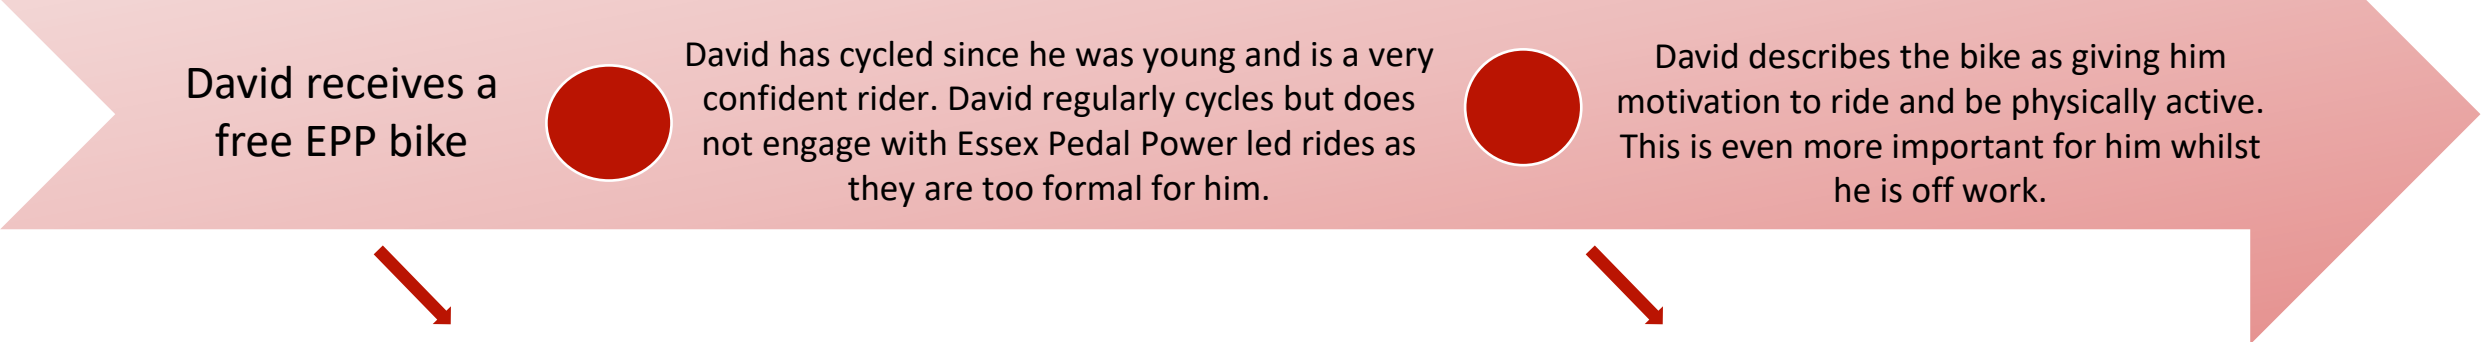 David receives a
free EPP bike
David has cycled since he was young and is a very
confident rider. David regularly cycles but does
not engage with Essex Pedal Power led rides as
they are too formal for him.
David describes the bike as giving him
motivation to ride and be physically active.
This is even more important for him whilst
he is off work.